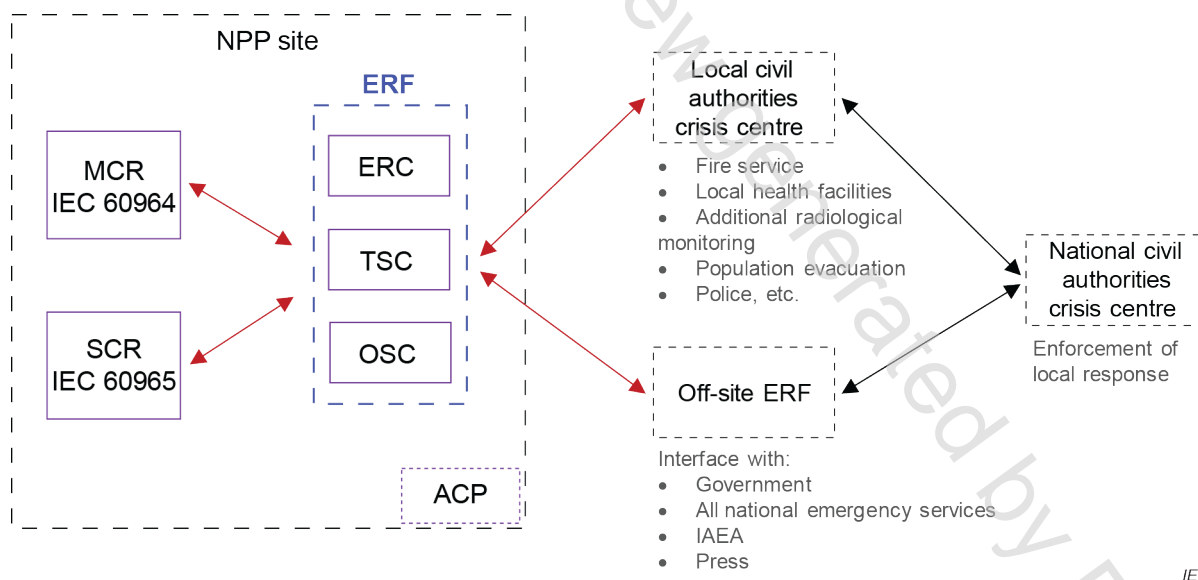 NPP site
ERF
MCR
IEC 60964
SCR
IEC 60965
ERC
TSC
OSC
ACP
Local civil
authorities
crisis centre
• Fire service
• Local health facilities
• Additional radiological
monitoring
• Population evacuation
• Police, etc.
Off-site ERF
Interface with:
• Government
• All national emergency services
• IAEA
• Press
National civil
authorities
crisis centre
Enforcement of
local response
generated by